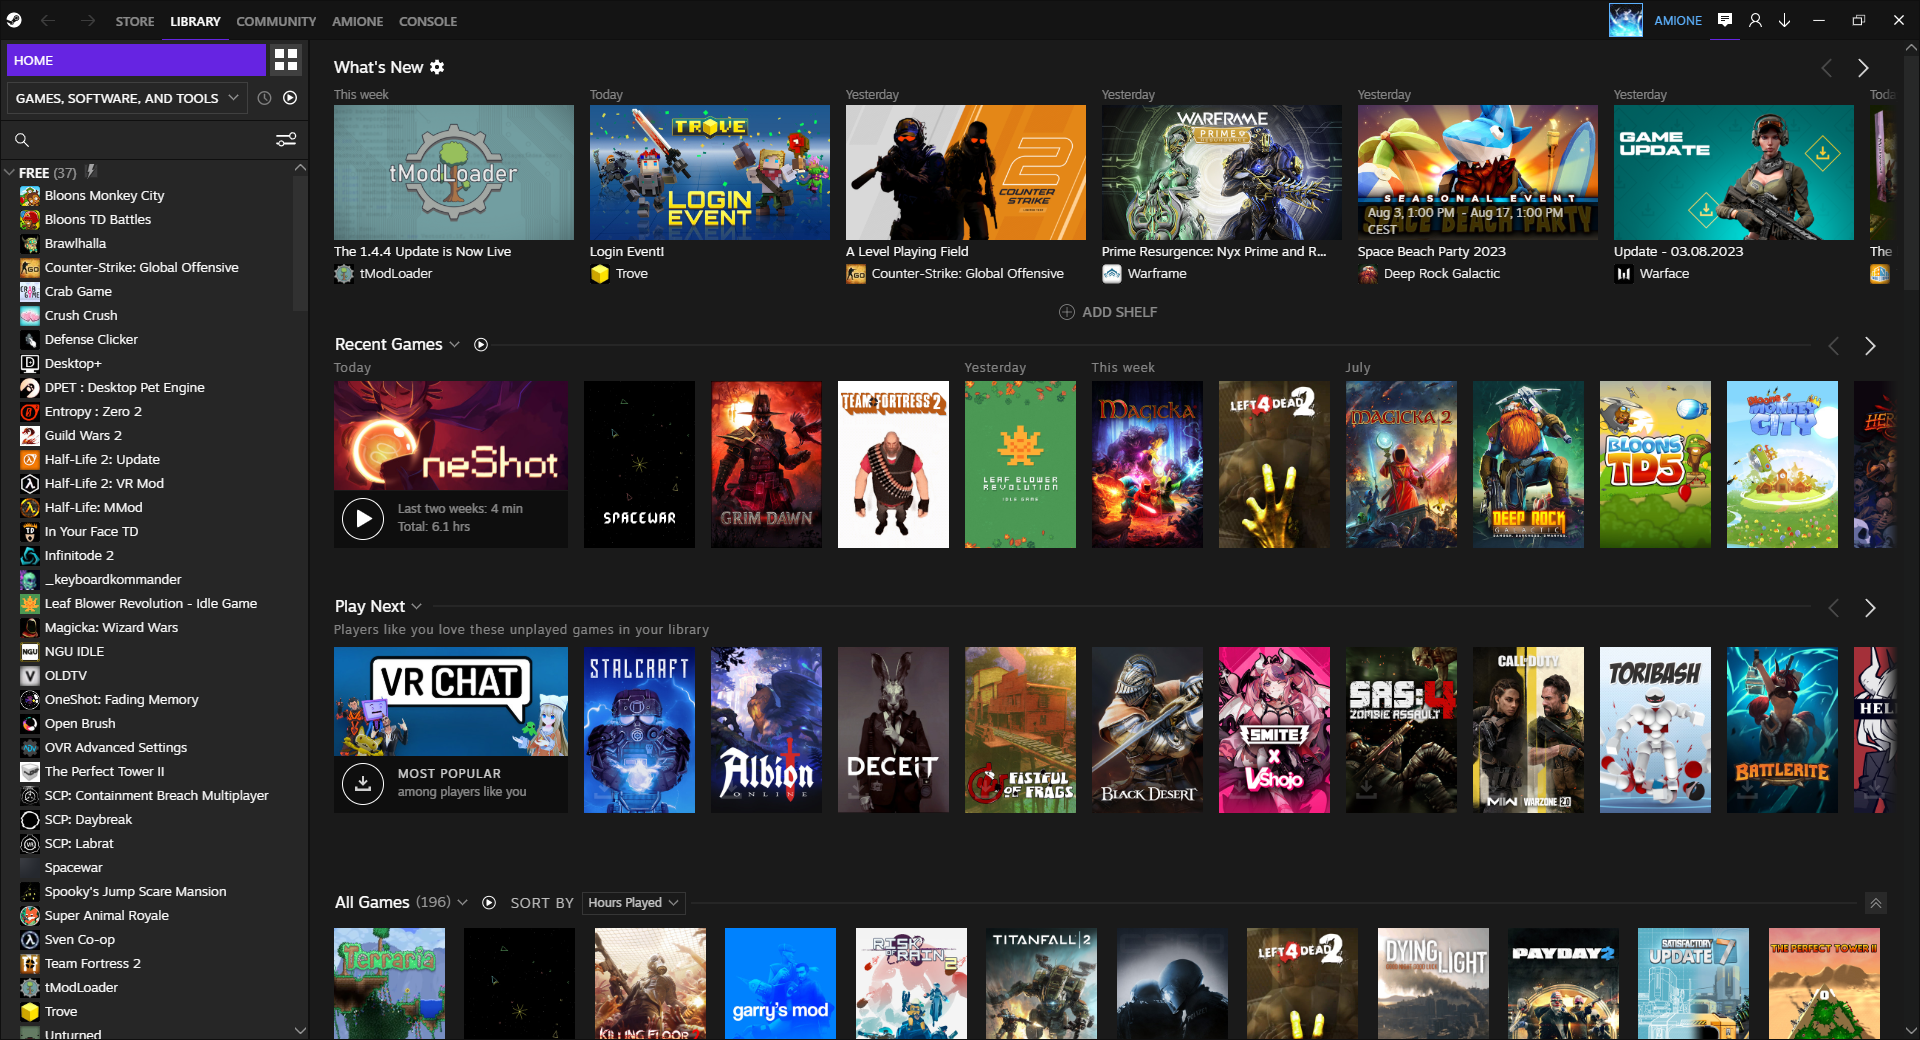 STORE LIBRARY COMMUNITY AMIONE CONSOLE
AMIONE
HOME
GAMES, SOFTWARE, AND TOOLS
FREE (37)
Bloons Monkey City
Bloons TD Battles
Brawlhalla
Counter-Strike: Global Offensive
Crab Game
Crush Crush
Defense Clicker
Desktop+
DPET : Desktop Pet Engine
Entropy : Zero 2
Guild Wars 2
Half-Life 2: Update
Half-Life 2: VR Mod
Half-Life: MMod
In Your Face TD
Infinitode 2
_keyboardkommander
Leaf Blower Revolution - Idle Game
Magicka: Wizard Wars
NGU IDLE
OLDTV
OneShot: Fading Memory
Open Brush
OVR Advanced Settings
The Perfect Tower II
SCP: Containment Breach Multiplayer
SCP: Daybreak
SCP: Labrat
Spacewar
Spooky's Jump Scare Mansion
Super Animal Royale
Sven Co-op
Team Fortress 2
tModLoader
Trove
Unturned
What's New
This week
tModLoader
The 1.4.4 Update is Now Live
tModLoader
Today
TROVE
LOGIN
EVENT
Login Event!
Trove
Yesterday
2
COUNTER
STRIKE
A Level Playing Field
Counter-Strike: Global Offensive
Yesterday
WARFRAME
PRIME
RESURGENCE
Prime Resurgence: Nyx Prime and R...
Warframe
Yesterday
SEASONAL EVENT
SPACE BEACH PARTY
Aug 3, 1:00 PM - Aug 17, 1:00 PM
CEST
Space Beach Party 2023
Deep Rock Galactic
Yesterday
GAME
UPDATE
Update - 03.08.2023
Warface
Toda
The
ADD SHELF
Recent Games
Today
OneShot
Last two weeks: 4 min
Total: 6.1 hrs
SPACEWAR
GRIM DAWN
TEAM FORTRESS 2
Yesterday
LEAF BLOWER
REVOLUTION
IDLE GAME
This week
MAGICKA
LEFT 4 DEAD 2
July
MAGICKA 2
DEEP ROCK
GALACTIC
DANGER. DARKNESS. DWARVES.
BLOONS
TD5
Bloons
MONKEY
CITY
HER
Play Next
Players like you love these unplayed games in your library
VR CHAT
MOST POPULAR
among players like you
STALCRAFT
Albion
ONLINE
DECEIT
FISTFUL
OF FRAGS
BLACK DESERT
SMITE
X
VShojo
SAS:4
ZOMBIE ASSAULT
CALL OF DUTY
MW WARZONE 2.0
TORIBASH
BATTLERITE
HEL
All Games (196)
SORT BY Hours Played
Terraria
KILLING FLOOR 2
garry's mod
RISK
OF RAIN 2
TITANFALL 2
LEFT 4 DEAD 2
DYING LIGHT
GOOD NIGHT GOOD LUCK
PAYDAY 2
SATISFACTORY
UPDATE 7
THE PERFECT TOWER II